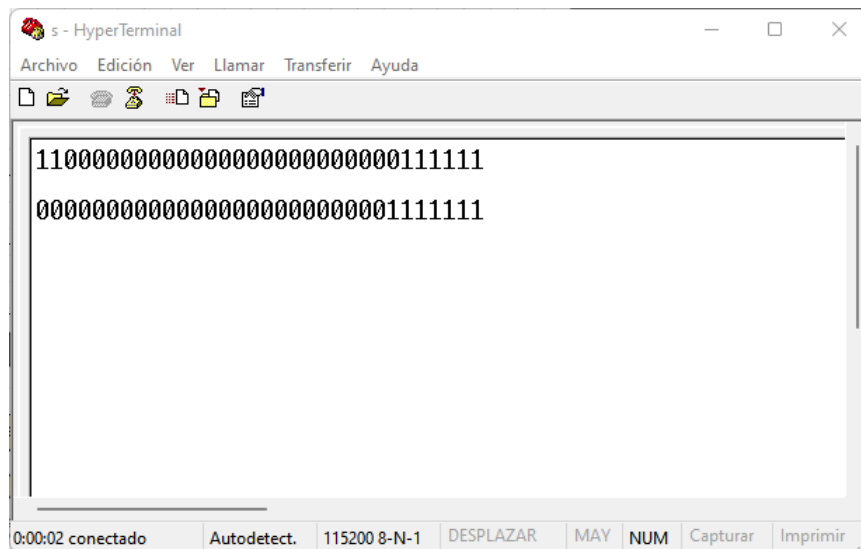 s - HyperTerminal
Archivo Edición Ver Llamar Transferir Ayuda
11000000000000000000000000111111
00000000000000000000000001111111
0:00:02 conectado Autodetect. 115200 8-N-1 DESPLAZAR MAY NUM Capturar Imprimir